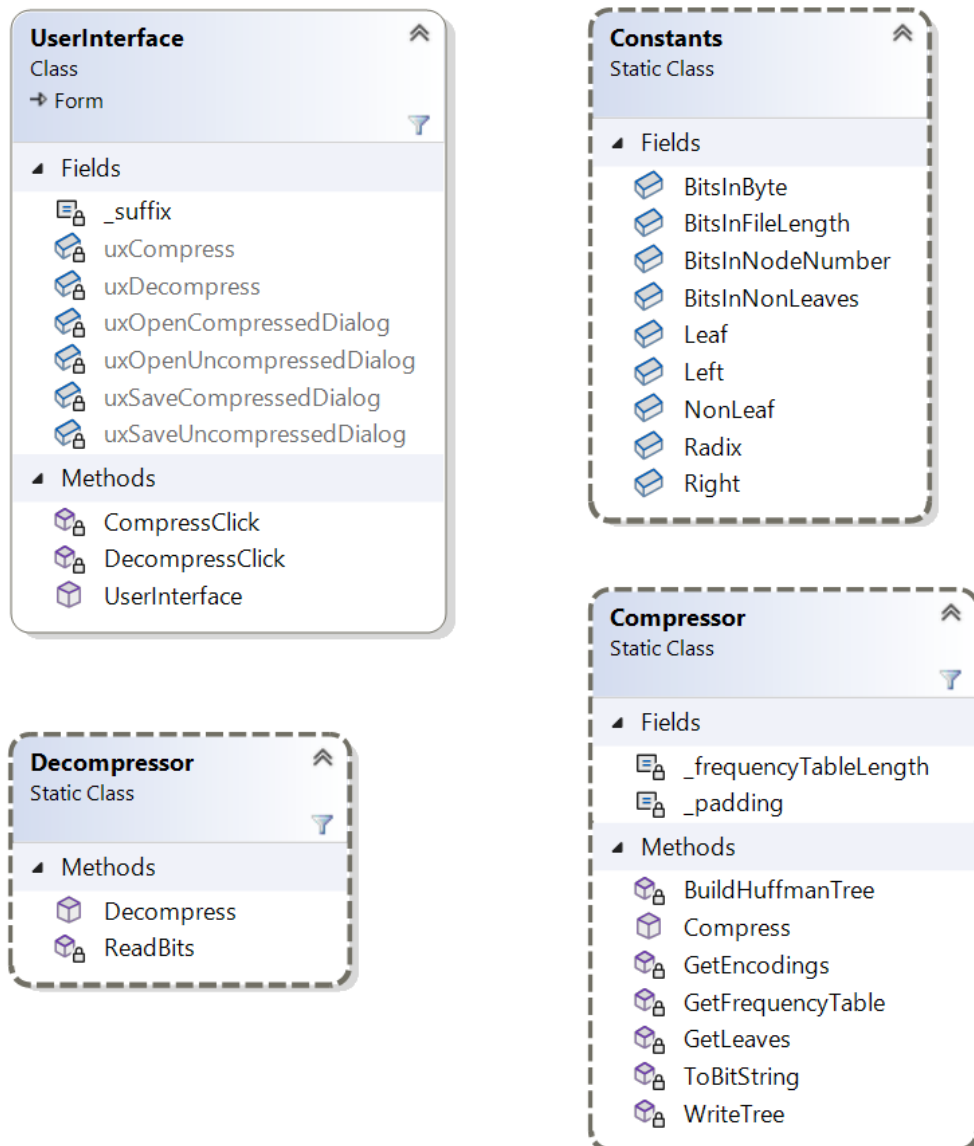 UserInterface
Class
Form
Fields
_suffix
uxCompress
uxDecompress
uxOpenCompressedDialog
uxOpenUncompressedDialog
uxSaveCompressedDialog
uxSaveUncompressedDialog
Methods
CompressClick
DecompressClick
UserInterface
Constants
Static Class
Fields
BitsInByte
BitsInFileLength
BitsInNodeNumber
BitsInNonLeaves
Leaf
Left
NonLeaf
Radix
Right
Decompressor
Static Class
Methods
Decompress
ReadBits
Compressor
Static Class
Fields
_frequencyTableLength
_padding
Methods
BuildHuffmanTree
Compress
GetEncodings
GetFrequencyTable
GetLeaves
ToBitString
WriteTree